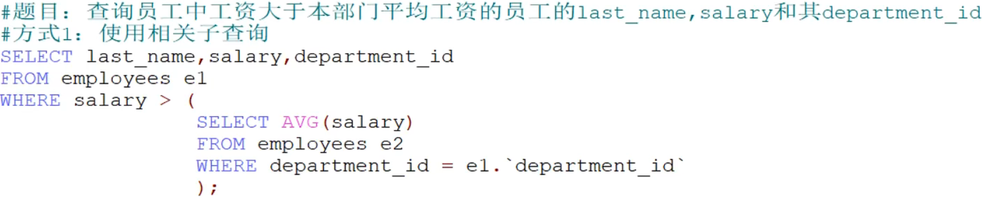 #题目：查询员工中工资大于本部门平均工资的员工的last_name,salary和其department_id
#方式1：使用相关子查询
SELECT last_name,salary,department_id
FROM employees e1
WHERE salary > (
SELECT AVG(salary)
FROM employees e2
WHERE department_id = e1.`department_id`
);